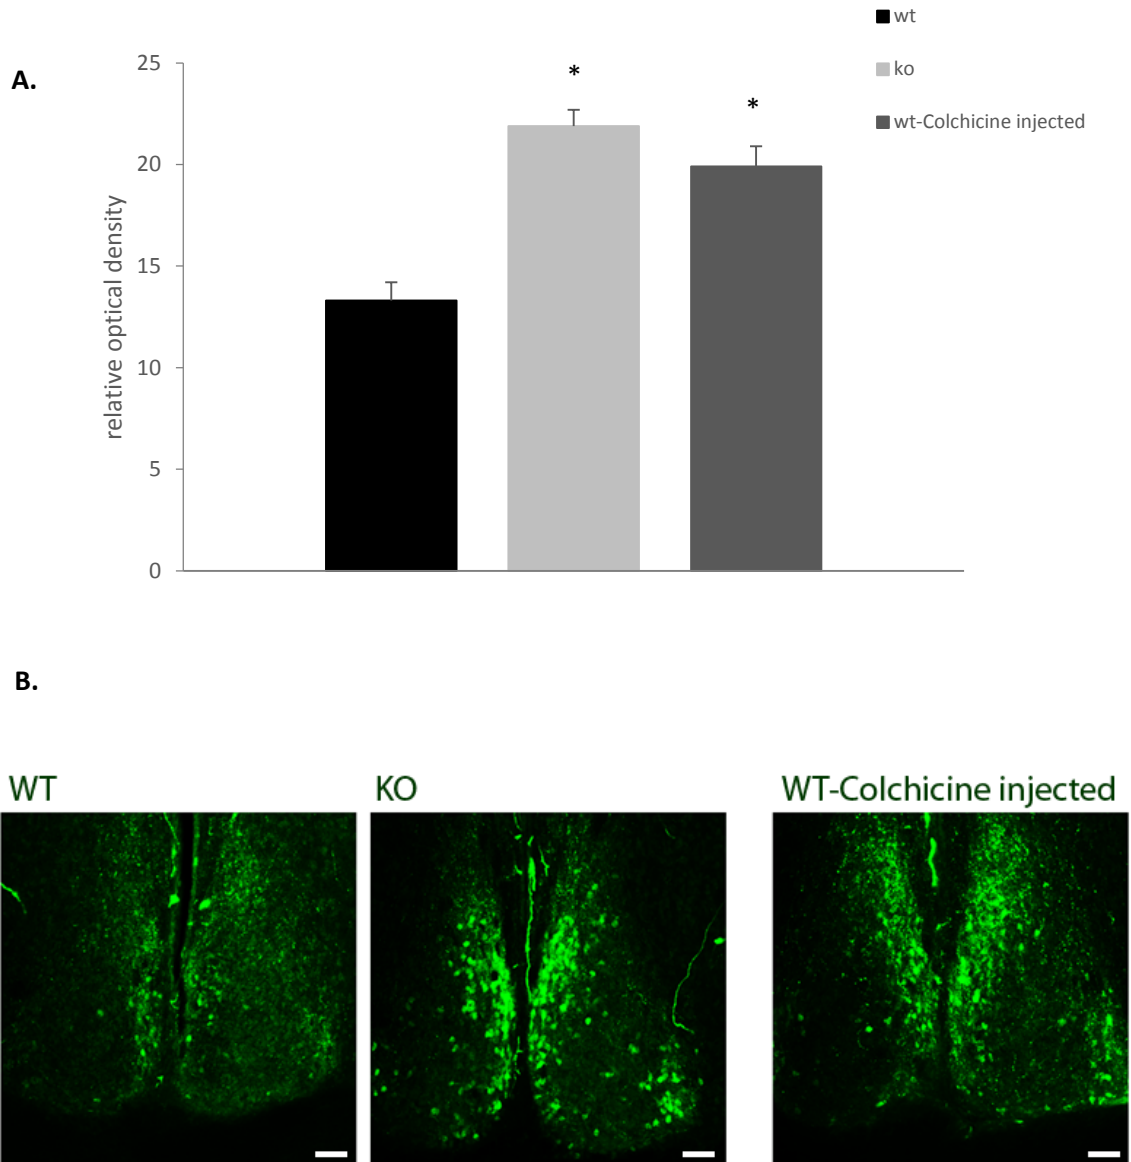 A.
wt
ko
wt-Colchicine injected
relative optical density
25
20
15
10
5
0
*
*
B.
WT
KO
WT-Colchicine injected